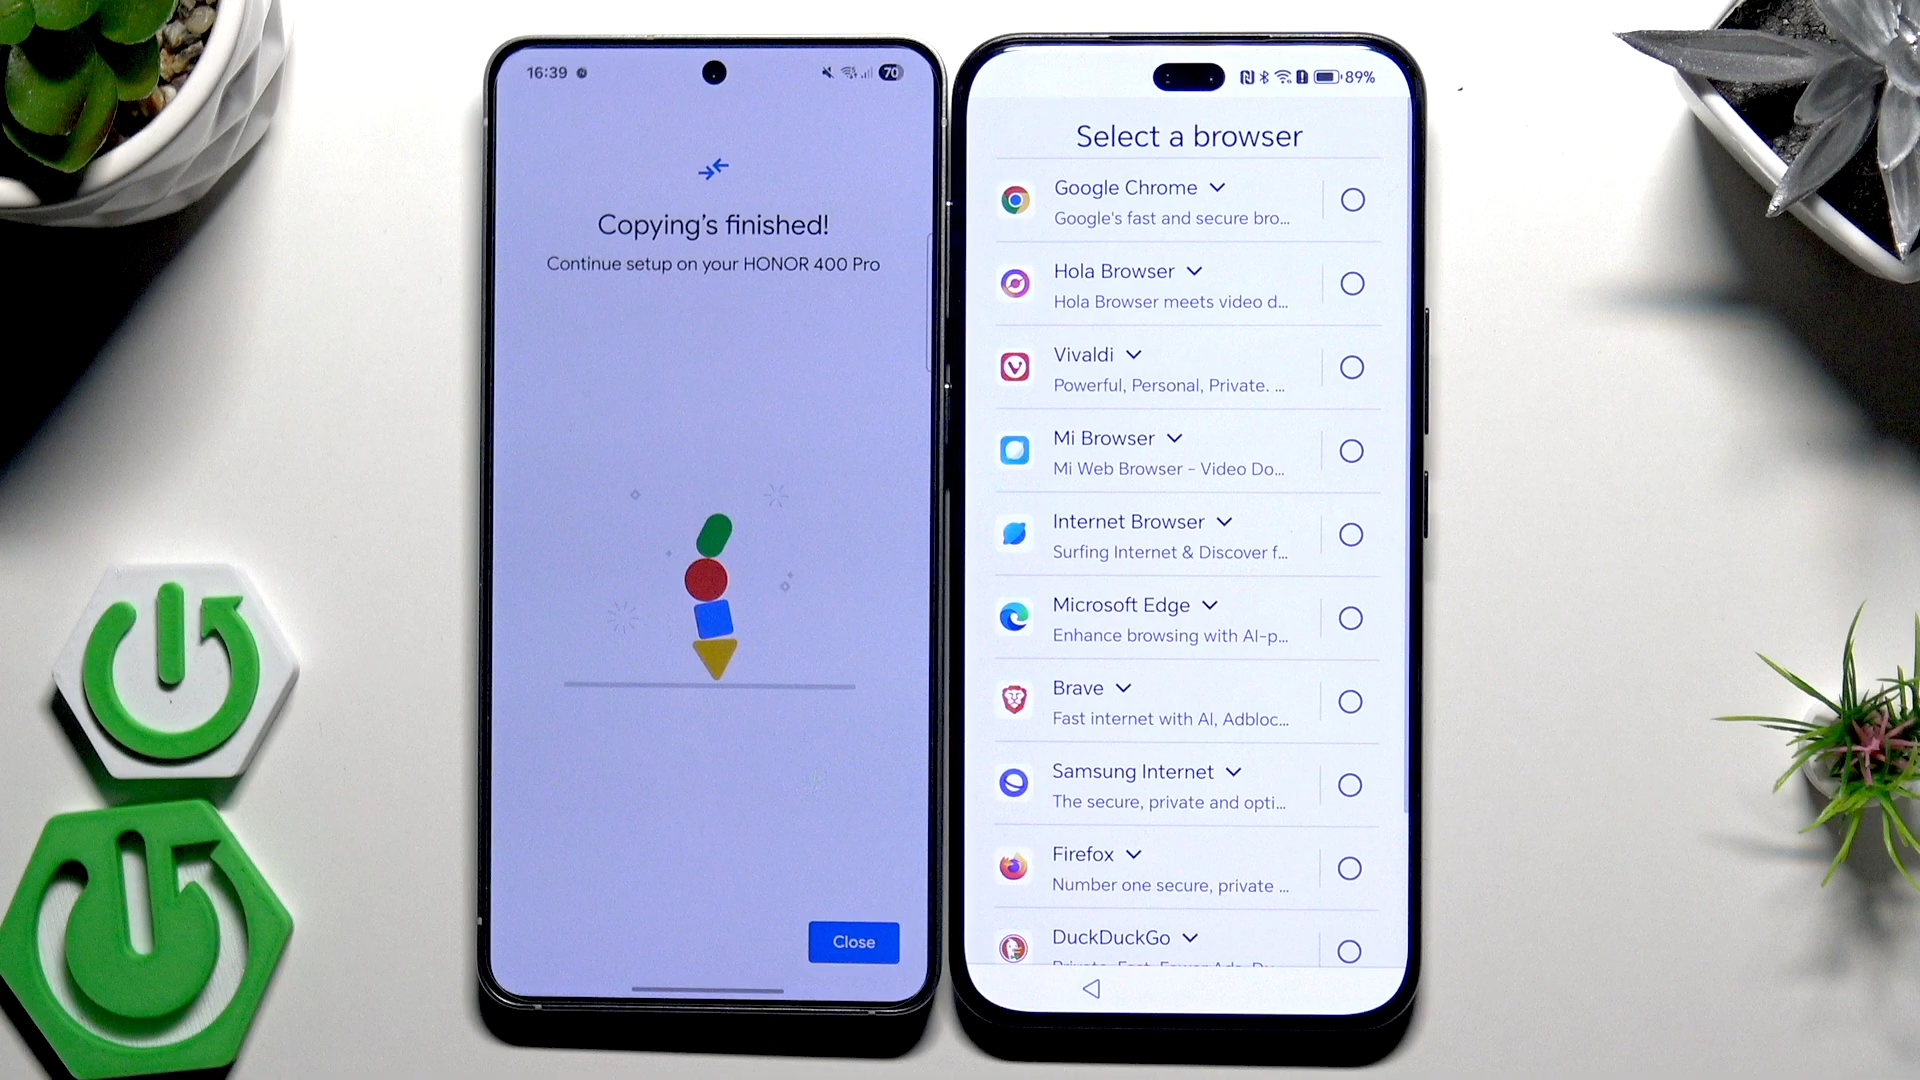 16:39
70
Copying's finished!
Continue setup on your HONOR 400 Pro
Close
89%
Select a browser
Google Chrome
Google's fast and secure bro...
Hola Browser
Hola Browser meets video d...
Vivaldi
Powerful, Personal, Private. ...
Mi Browser
Mi Web Browser - Video Do...
Internet Browser
Surfing Internet & Discover f...
Microsoft Edge
Enhance browsing with AI-p...
Brave
Fast internet with AI, Adbloc...
Samsung Internet
The secure, private and opti...
Firefox
Number one secure, private ...
DuckDuckGo